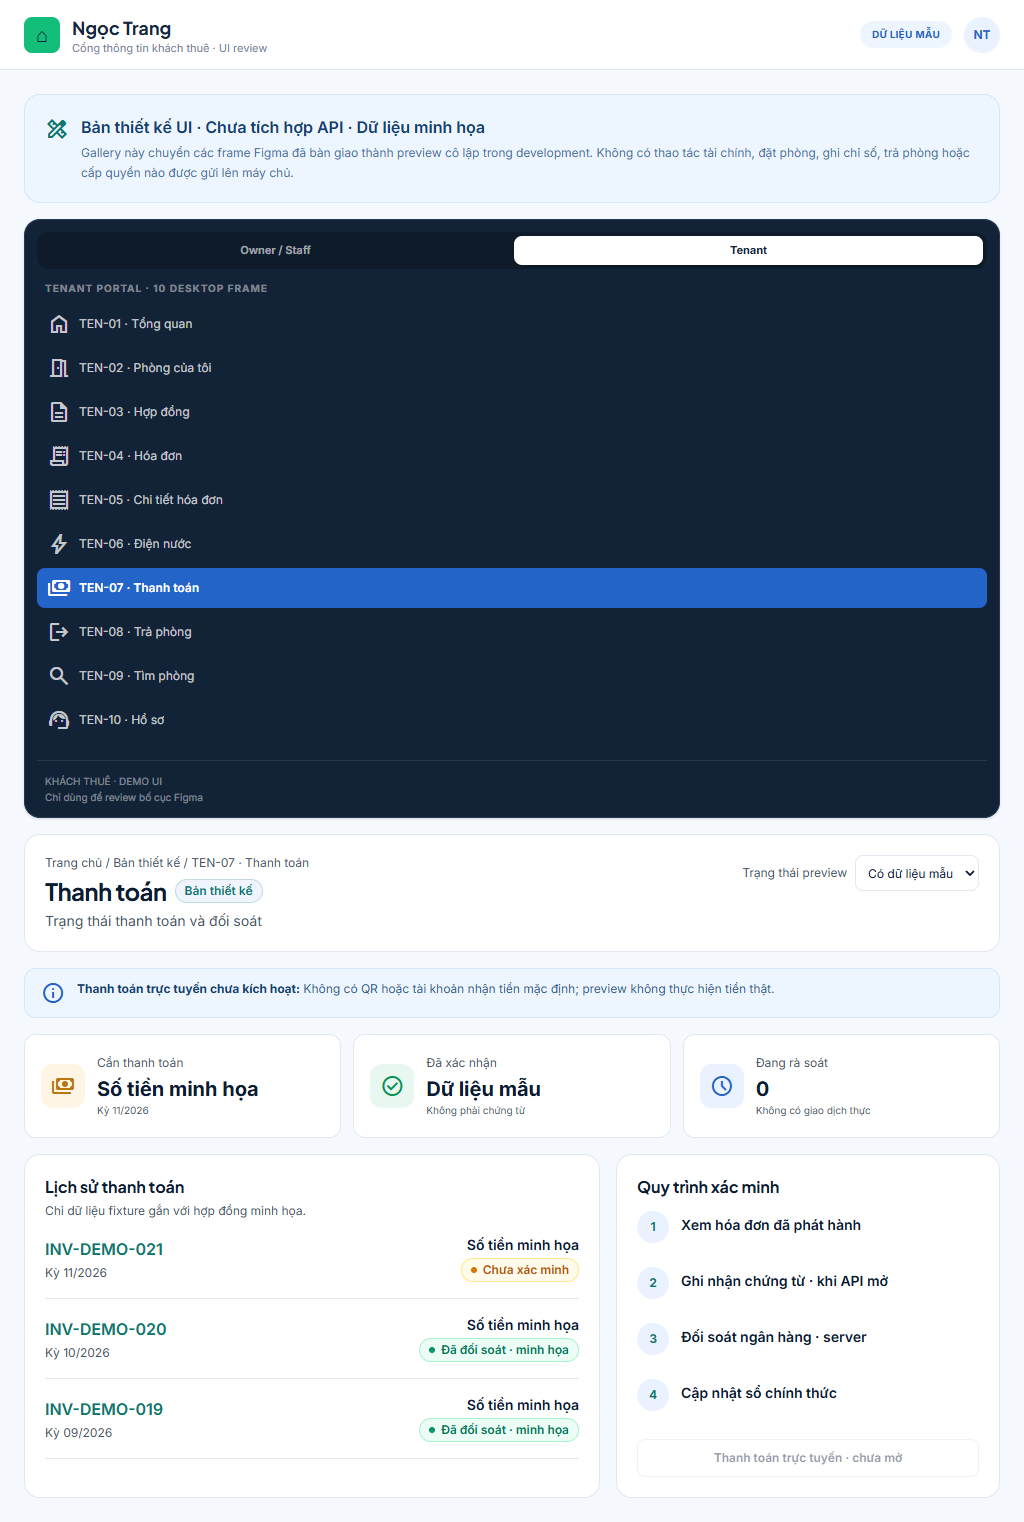 Ngọc Trang
Cổng thông tin khách thuê · UI review
DỮ LIỆU MẪU
NT
Bản thiết kế UI · Chưa tích hợp API · Dữ liệu minh họa
Gallery này chuyển các frame Figma đã bàn giao thành preview cô lập trong development. Không có thao tác tài chính, đặt phòng, ghi chỉ số, trả phòng hoặc
cấp quyền nào được gửi lên máy chủ.
Owner / Staff
Tenant
TENANT PORTAL · 10 DESKTOP FRAME
TEN-01 · Tổng quan
TEN-02 · Phòng của tôi
TEN-03 · Hợp đồng
TEN-04 · Hóa đơn
TEN-05 · Chi tiết hóa đơn
TEN-06 · Điện nước
TEN-07 · Thanh toán
TEN-08 · Trả phòng
TEN-09 · Tìm phòng
TEN-10 · Hồ sơ
KHÁCH THUÊ · DEMO UI
Chỉ dùng để review bố cục Figma
Trang chủ / Bản thiết kế / TEN-07 · Thanh toán
Thanh toán
Bản thiết kế
Trạng thái thanh toán và đối soát
Trạng thái preview
Có dữ liệu mẫu
Thanh toán trực tuyến chưa kích hoạt: Không có QR hoặc tài khoản nhận tiền mặc định; preview không thực hiện tiền thật.
Cần thanh toán
Số tiền minh họa
Kỳ 11/2026
Đã xác nhận
Dữ liệu mẫu
Không phải chứng từ
Đang rà soát
0
Không có giao dịch thực
Lịch sử thanh toán
Chỉ dữ liệu fixture gắn với hợp đồng minh họa.
INV-DEMO-021
Kỳ 11/2026
Số tiền minh họa
Chưa xác minh
INV-DEMO-020
Kỳ 10/2026
Số tiền minh họa
Đã đối soát · minh họa
INV-DEMO-019
Kỳ 09/2026
Số tiền minh họa
Đã đối soát · minh họa
Quy trình xác minh
1
Xem hóa đơn đã phát hành
2
Ghi nhận chứng từ · khi API mở
3
Đối soát ngân hàng · server
4
Cập nhật sổ chính thức
Thanh toán trực tuyến · chưa mở